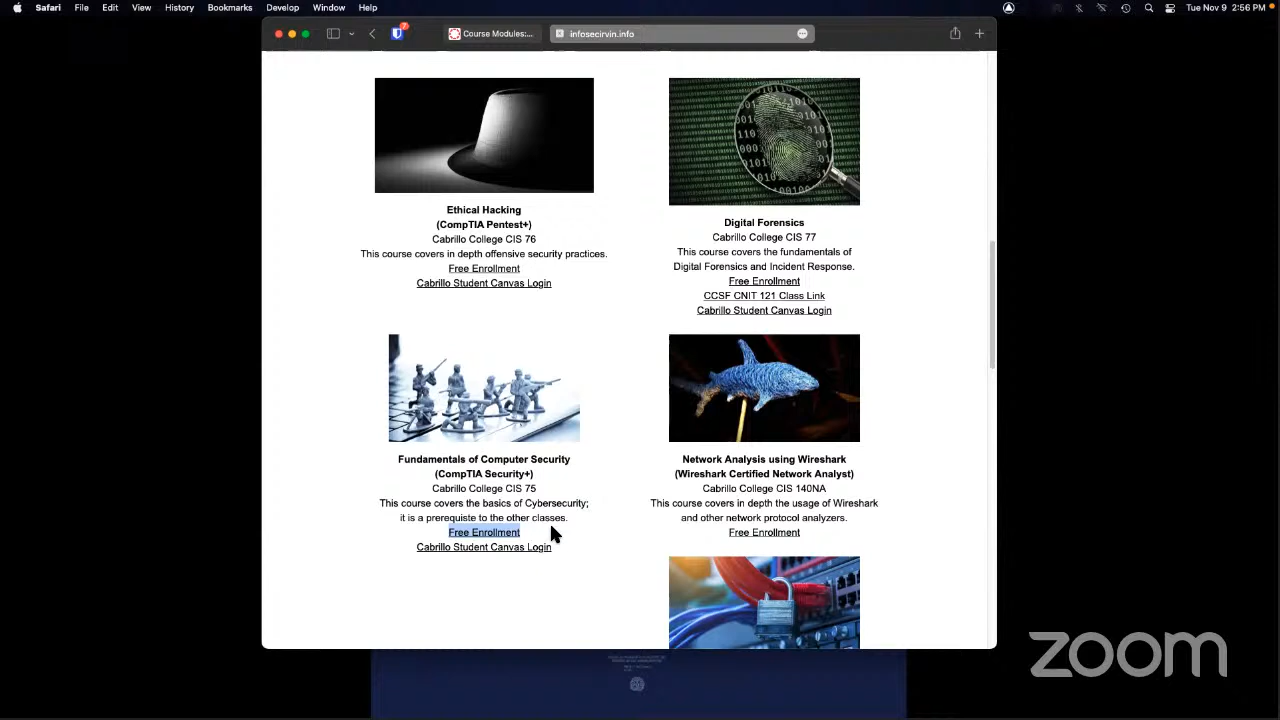 Safari File Edit View History Bookmarks Develop Window Help
Tue Nov 9 2:56 PM
7
Course Modules:...
infosecirvin.info
Ethical Hacking
(CompTIA Pentest+)
Cabrillo College CIS 76
This course covers in depth offensive security practices.
Free Enrollment
Cabrillo Student Canvas Login
Digital Forensics
Cabrillo College CIS 77
This course covers the fundamentals of
Digital Forensics and Incident Response.
Free Enrollment
CCSF CNIT 121 Class Link
Cabrillo Student Canvas Login
Fundamentals of Computer Security
(CompTIA Security+)
Cabrillo College CIS 75
This course covers the basics of Cybersecurity;
it is a prerequiste to the other classes.
Free Enrollment
Cabrillo Student Canvas Login
Network Analysis using Wireshark
(Wireshark Certified Network Analyst)
Cabrillo College CIS 140NA
This course covers in depth the usage of Wireshark
and other network protocol analyzers.
Free Enrollment
zoom